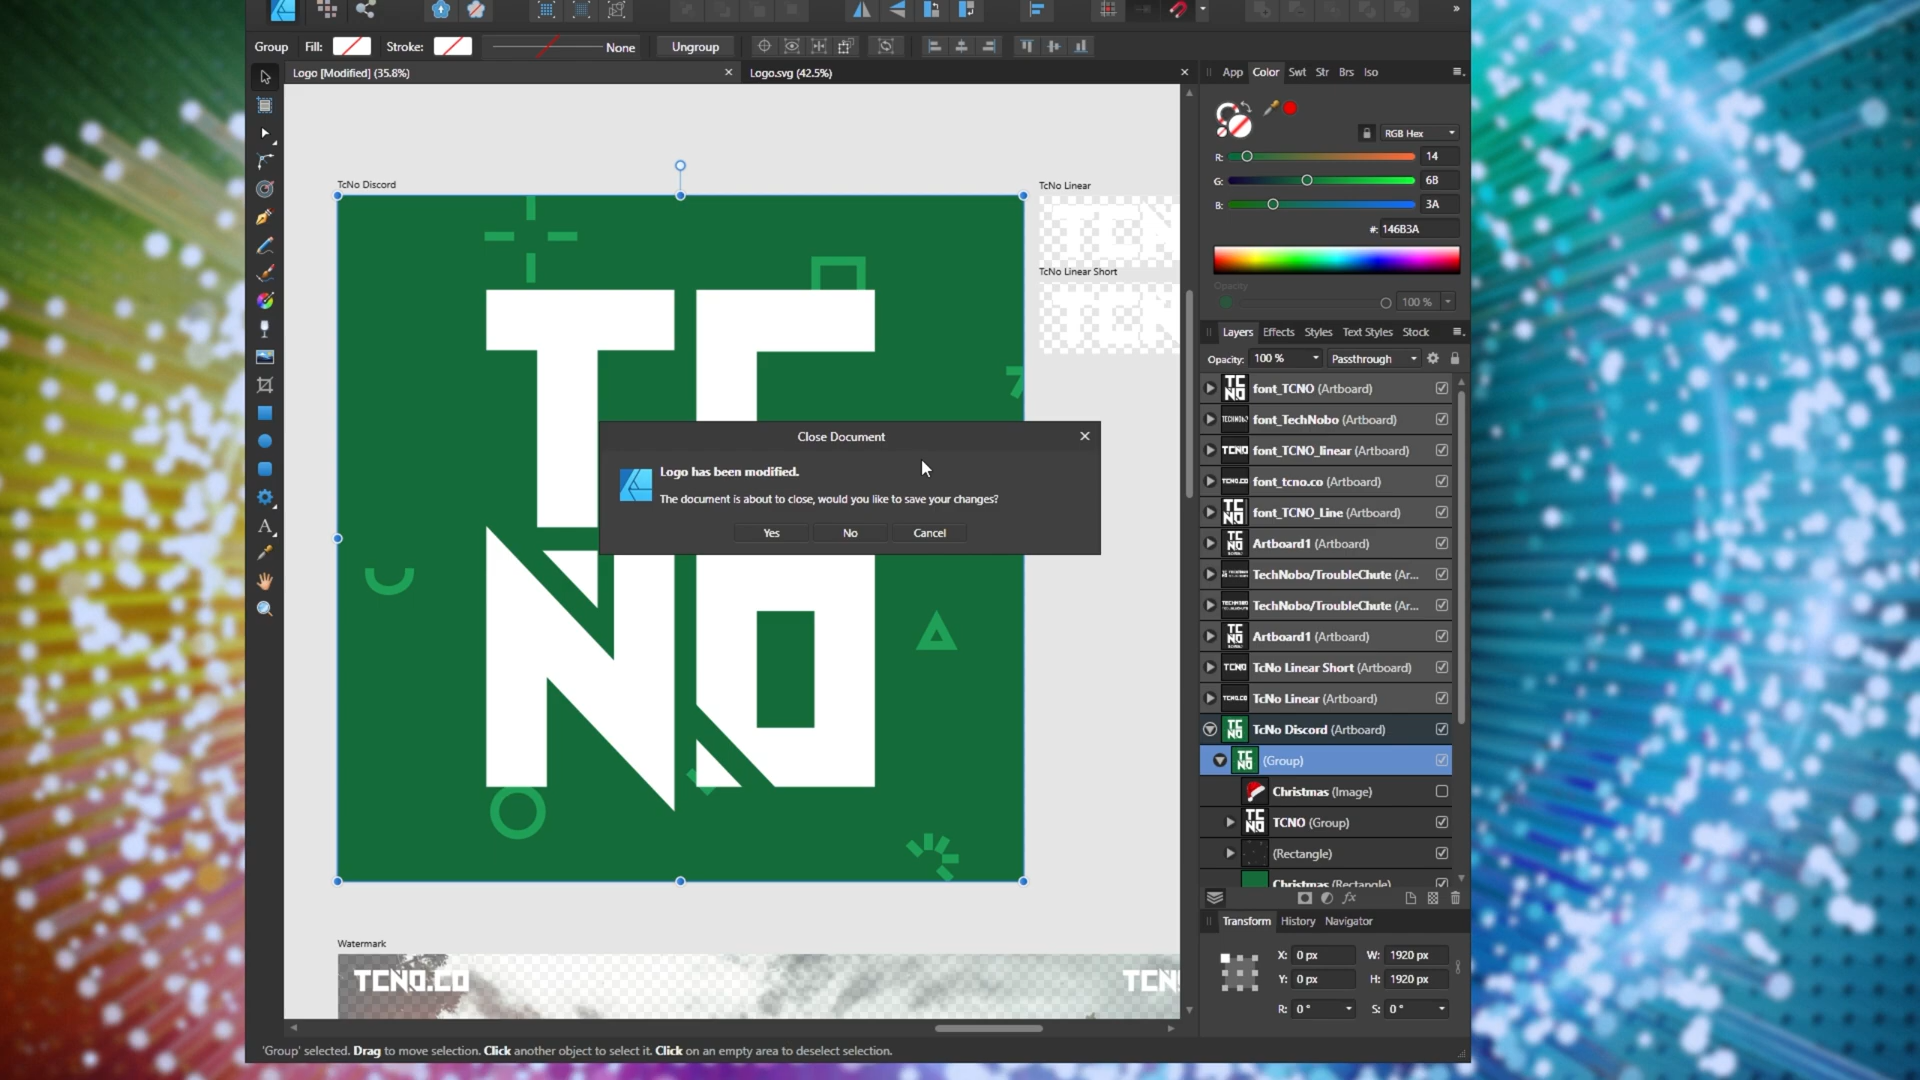 Group Fill: Stroke: None Ungroup
Logo [Modified] (35.8%)
Logo.svg (42.5%)
App Color Swt Str Brs Iso
RGB Hex
R: 14
G: 6B
B: 3A
#: 146B3A
Opacity
100 %
Layers Effects Styles Text Styles Stock
Opacity: 100 % Passthrough
font_TCNO (Artboard)
font_TechNobo (Artboard)
font_TCNO_linear (Artboard)
font_tcno.co (Artboard)
font_TCNO_Line (Artboard)
Artboard1 (Artboard)
TechNobo/TroubleChute (Ar...
TechNobo/TroubleChute (Ar...
Artboard1 (Artboard)
TcNo Linear Short (Artboard)
TcNo Linear (Artboard)
TcNo Discord (Artboard)
(Group)
Christmas (Image)
TCNO (Group)
(Rectangle)
Christmas (Rectangle)
Transform History Navigator
X: 0 px W: 1920 px
Y: 0 px H: 1920 px
R: 0 ° S: 0 °
TcNo Discord
TC
NO
TcNo Linear
TcNo Linear Short
Close Document
Logo has been modified.
The document is about to close, would you like to save your changes?
Yes No Cancel
Watermark
TCNO.CO
TCN
'Group' selected. Drag to move selection. Click another object to select it. Click on an empty area to deselect selection.